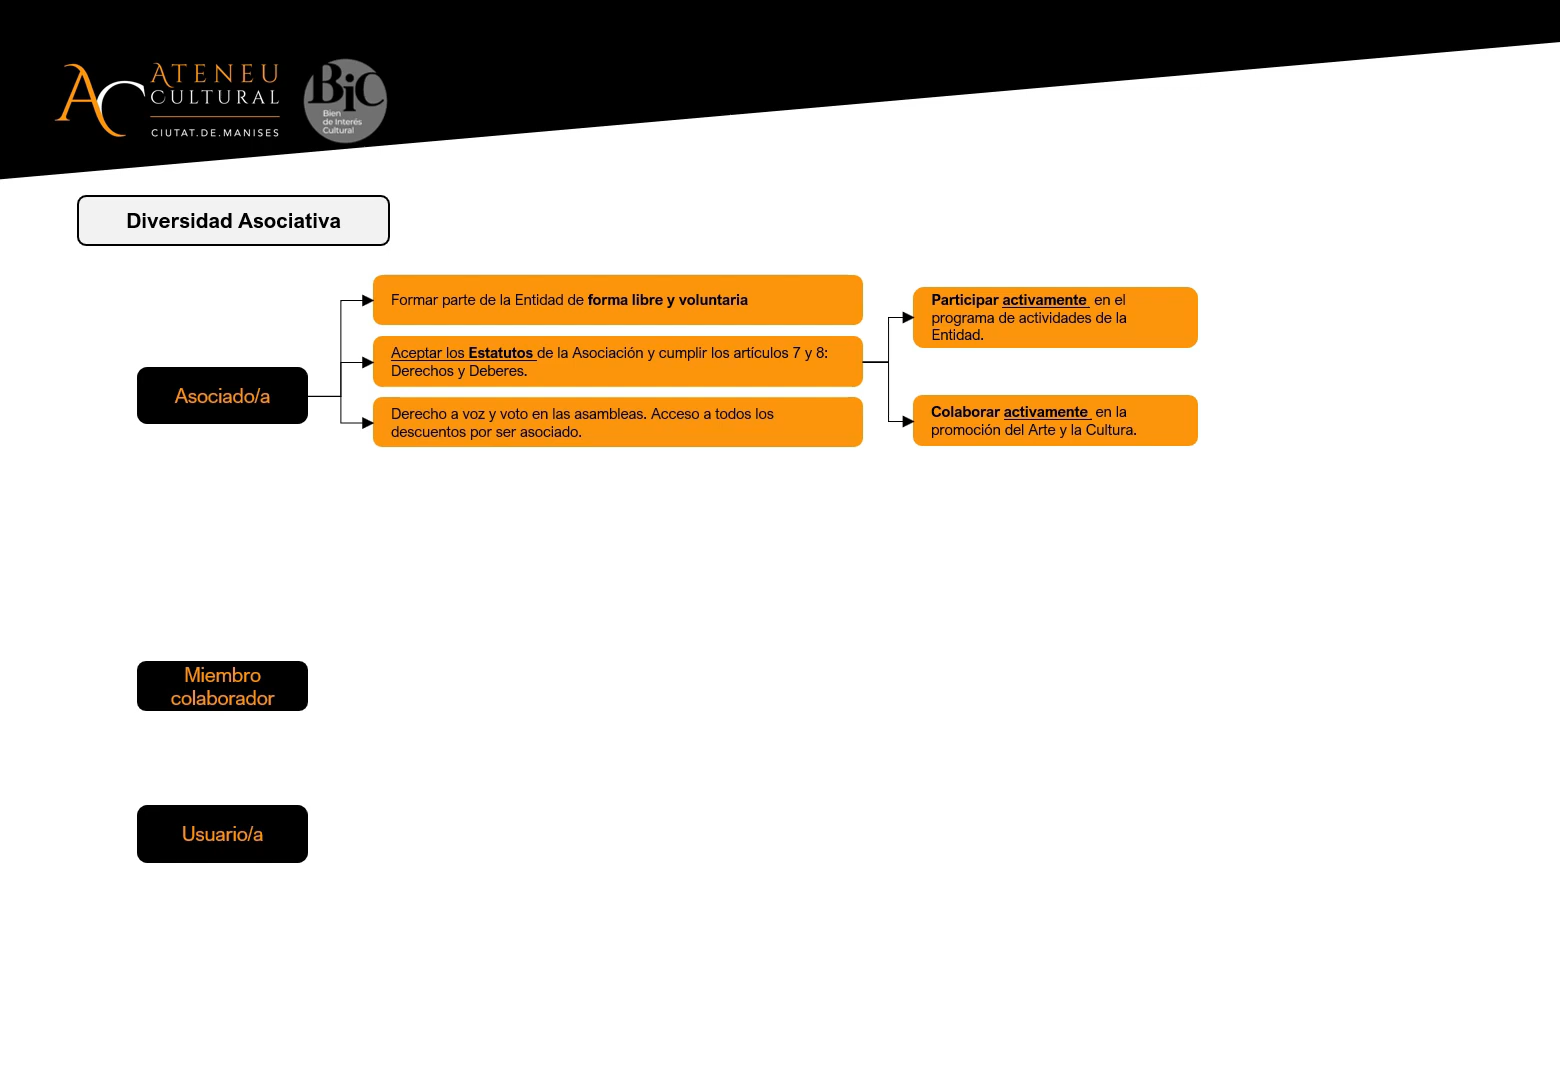 AC
ATENEU
CULTURAL
CIUTAT.DE.MANISES
BiC
Bien
de Interés
Cultural
Diversidad Asociativa
Asociado/a
Formar parte de la Entidad de forma libre y voluntaria
Aceptar los Estatutos de la Asociación y cumplir los artículos 7 y 8:
Derechos y Deberes.
Derecho a voz y voto en las asambleas. Acceso a todos los
descuentos por ser asociado.
Participar activamente en el
programa de actividades de la
Entidad.
Colaborar activamente en la
promoción del Arte y la Cultura.
Miembro
colaborador
Usuario/a